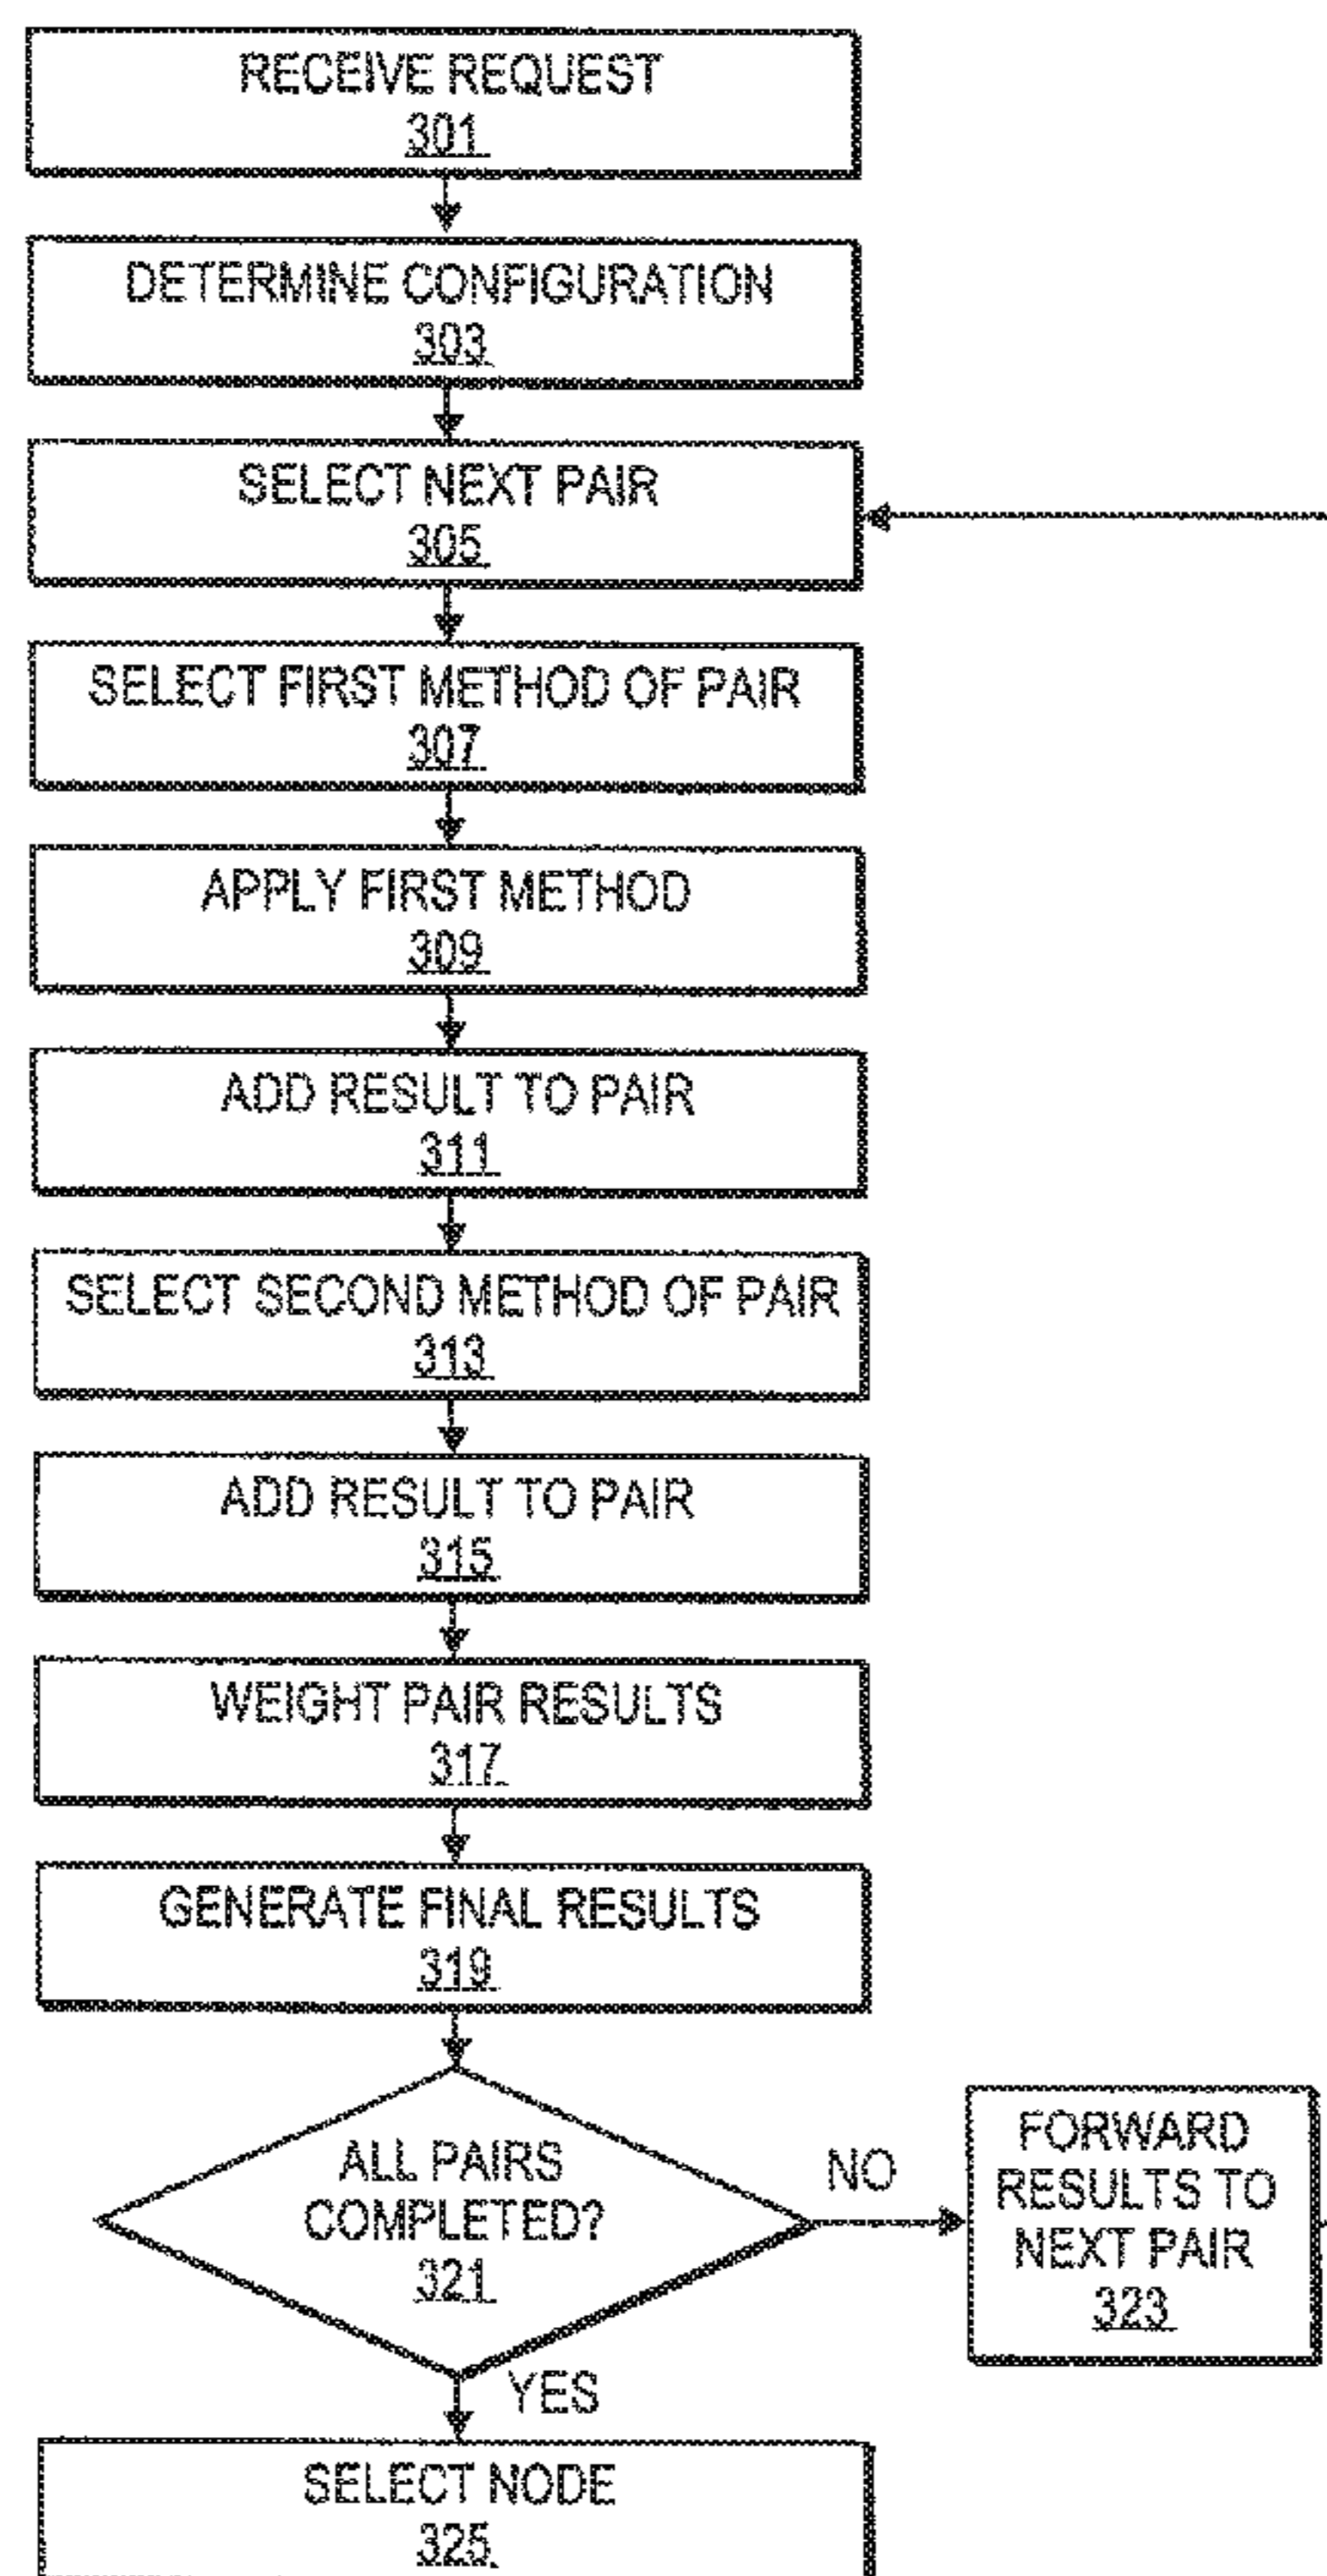 RECEIVE REQUEST
301
DETERMINE CONFIGURATION
303
SELECT NEXT PAIR
305
SELECT FIRST METHOD OF PAIR
307
APPLY FIRST METHOD
309
ADD RESULT TO PAIR
311
SELECT SECOND METHOD OF PAIR
313
ADD RESULT TO PAIR
315
WEIGHT PAIR RESULTS
317
GENERATE FINAL RESULTS
319
ALL PAIRS
COMPLETED?
321
NO
FORWARD
RESULTS TO
NEXT PAIR
323
YES
SELECT NODE
325